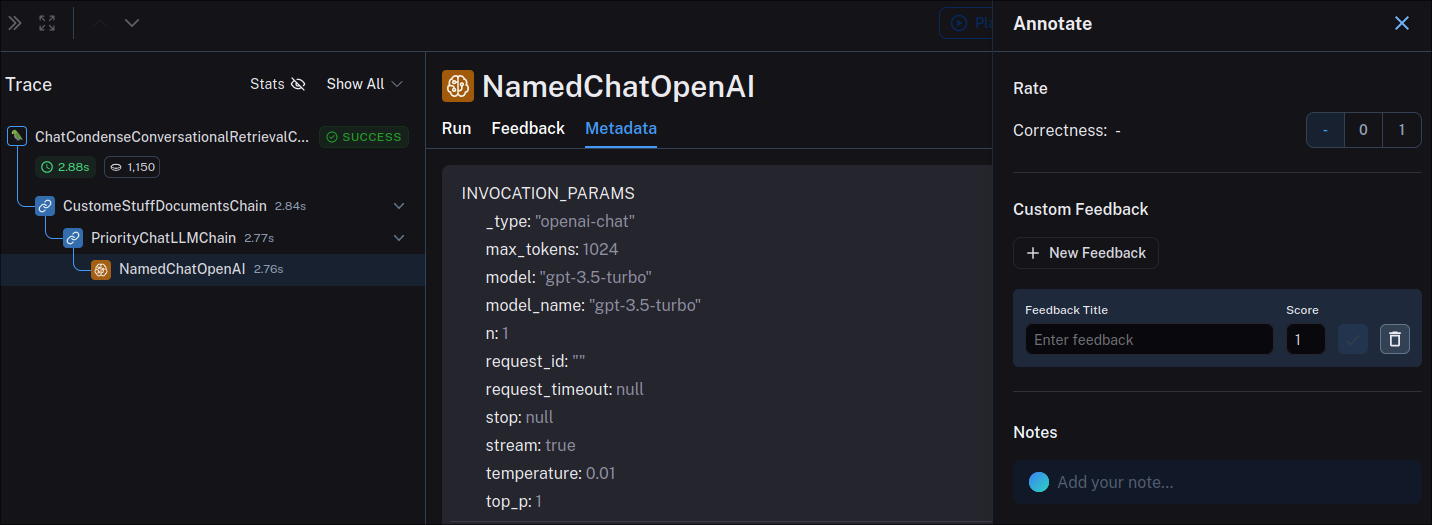 Trace
Stats
Show All
ChatCondenseConversationalRetrievalC...
SUCCESS
2.88s
1,150
CustomeStuffDocumentsChain 2.84s
PriorityChatLLMChain 2.77s
NamedChatOpenAI 2.76s
NamedChatOpenAI
Run Feedback Metadata
INVOCATION_PARAMS
_type: "openai-chat"
max_tokens: 1024
model: "gpt-3.5-turbo"
model_name: "gpt-3.5-turbo"
n: 1
request_id: ""
request_timeout: null
stop: null
stream: true
temperature: 0.01
top_p: 1
Annotate
Rate
Correctness: -
- 0 1
Custom Feedback
+ New Feedback
Feedback Title Score
Enter feedback 1
Notes
Add your note...